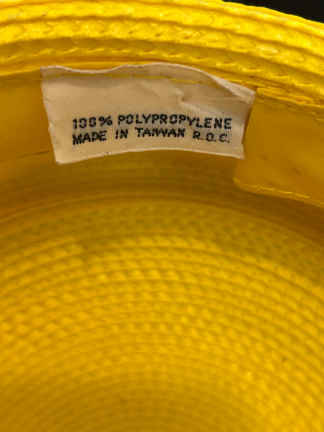 100% POLYPROPYLENE
MADE IN TAIWAN R.O.C.